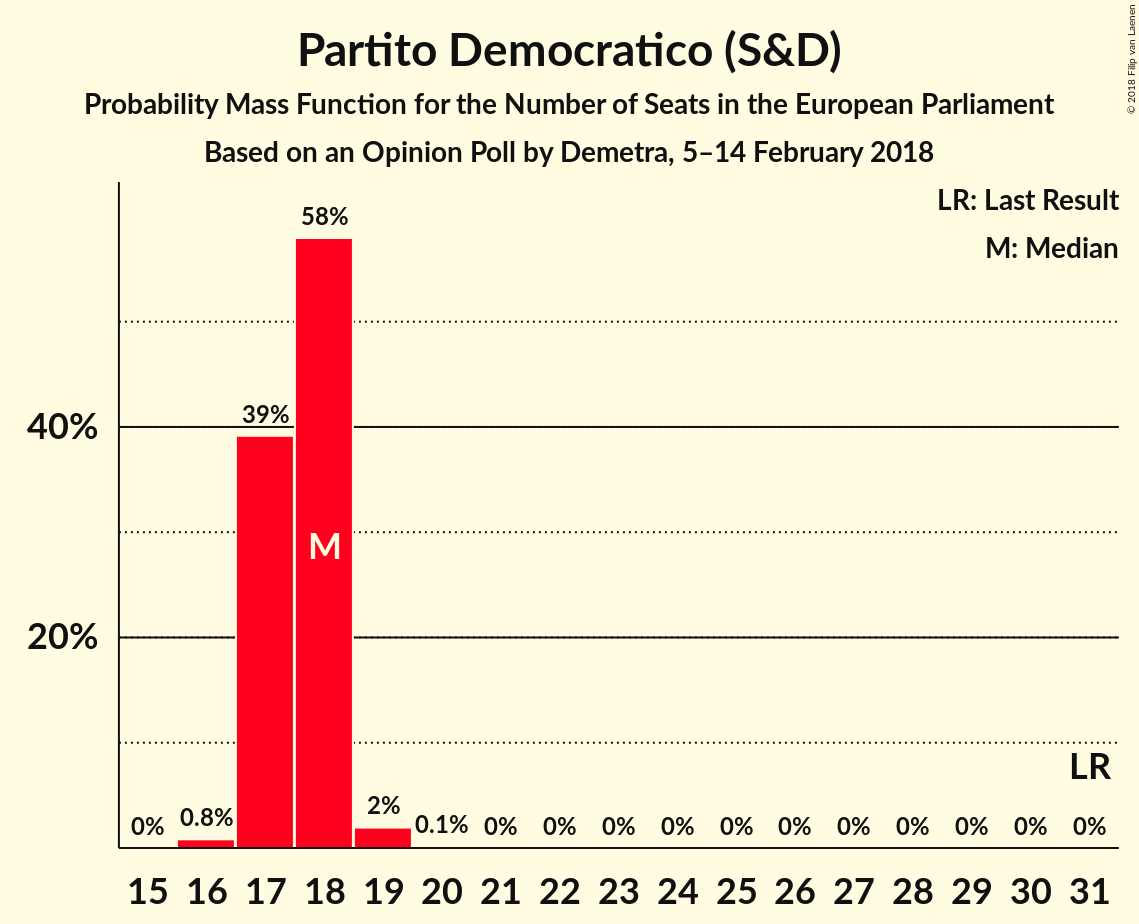 Partito Democratico (S&D)
Probability Mass Function for the Number of Seats in the European Parliament
Based on an Opinion Poll by Demetra, 5–14 February 2018
© 2018 Filip van Laenen
LR: Last Result
M: Median
58%
39%
40%
M
20%
LR
0% 0.8% 2% 0.1% 0% 0% 0% 0% 0% 0% 0% 0% 0% 0% 0%
15 16 17 18 19 20 21 22 23 24 25 26 27 28 29 30 31